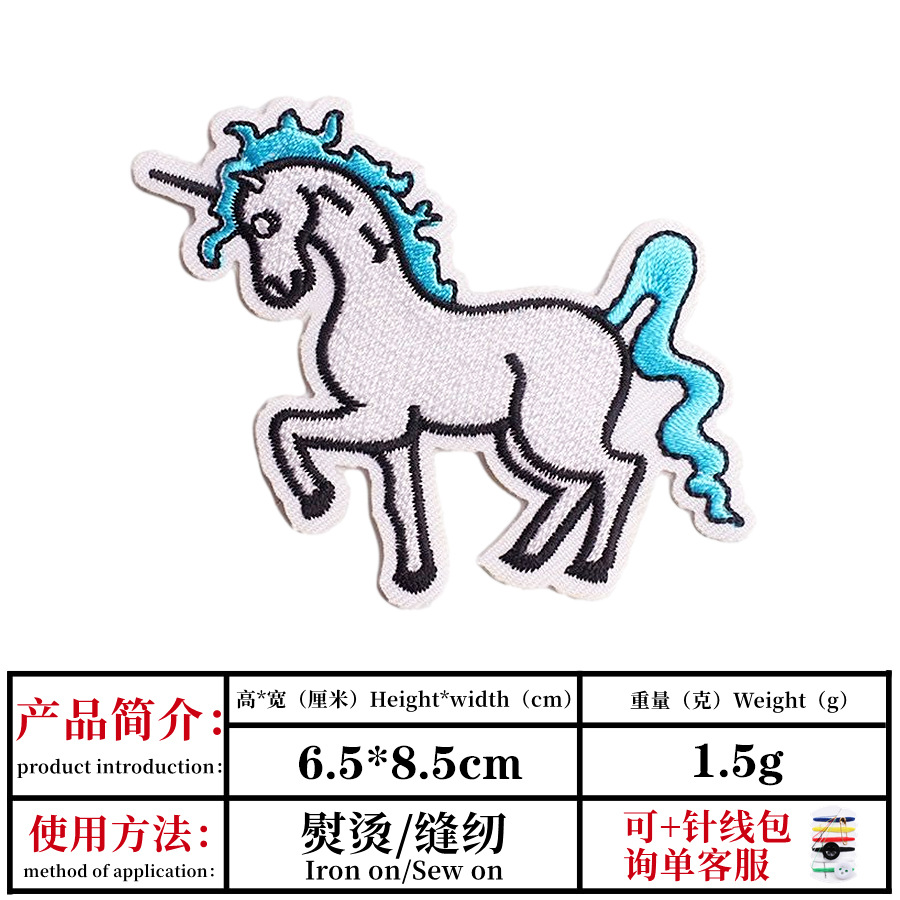 产品简介：
product introduction：
高*宽（厘米）Height*width（cm）
重量（克）Weight（g）
6.5*8.5cm
1.5g
使用方法：
method of application：
熨烫/缝纫
Iron on/Sew on
可+针线包
询单客服